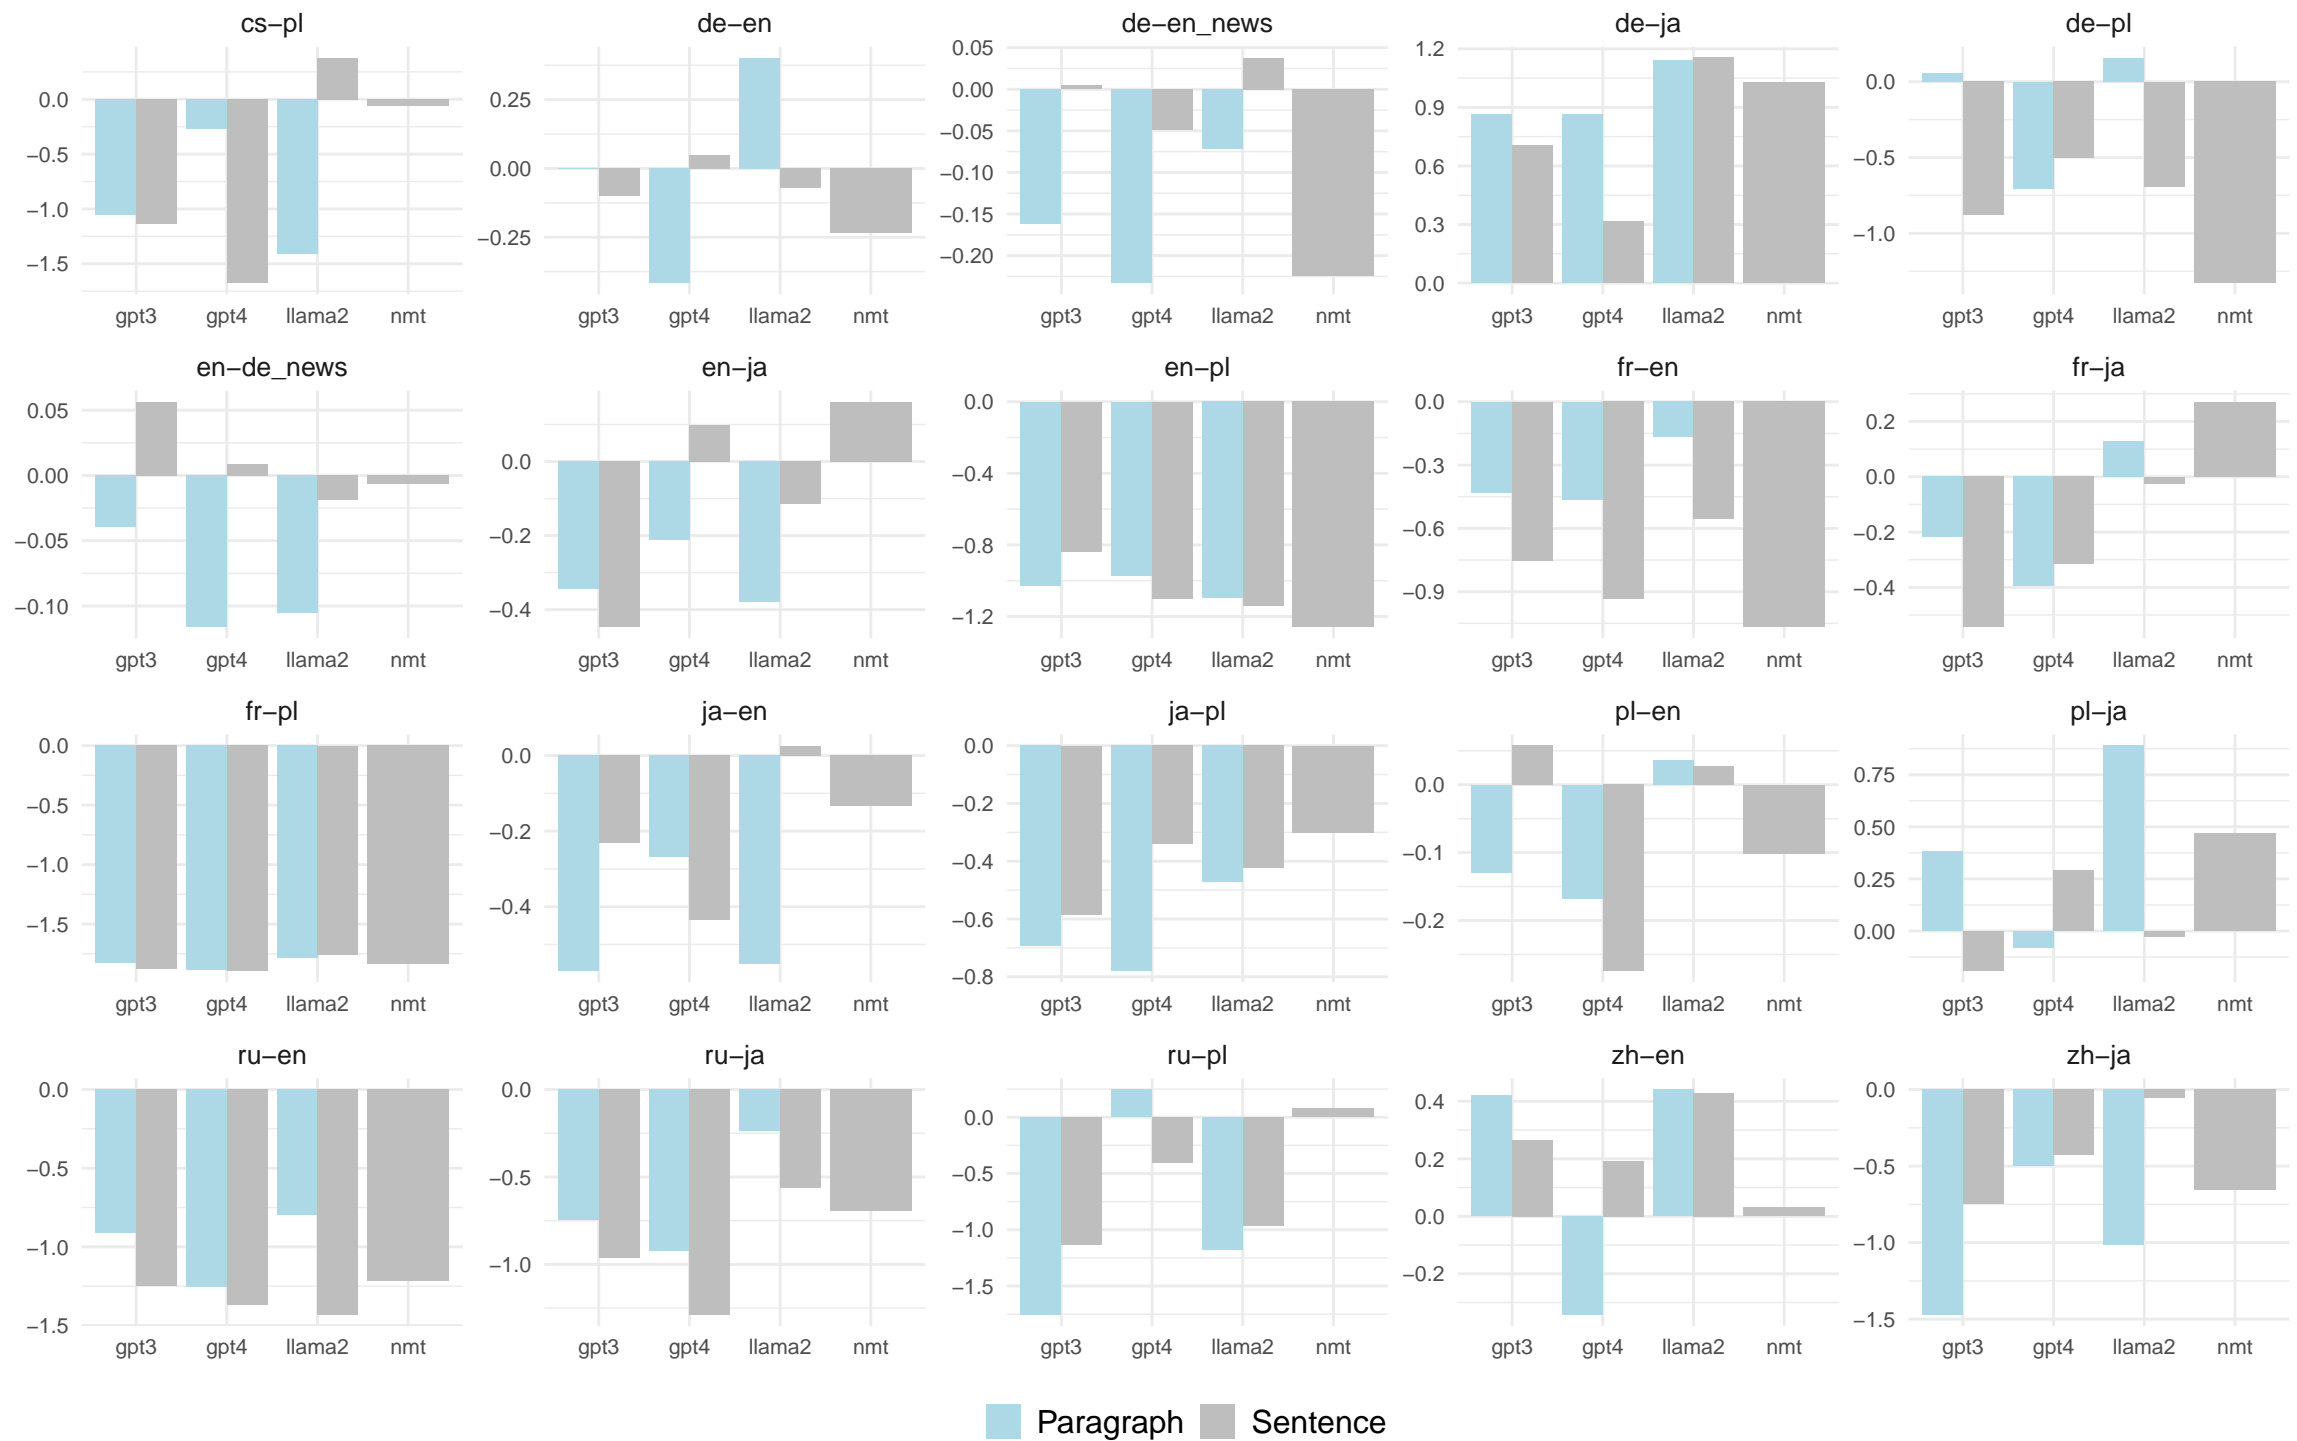 cs−pl
0.0
−0.5
−1.0
−1.5
gpt3 gpt4 llama2 nmt
de−en
0.25
0.00
−0.25
gpt3 gpt4 llama2 nmt
de−en_news
0.05
0.00
−0.05
−0.10
−0.15
−0.20
gpt3 gpt4 llama2 nmt
de−ja
1.2
0.9
0.6
0.3
0.0
gpt3 gpt4 llama2 nmt
de−pl
0.0
−0.5
−1.0
gpt3 gpt4 llama2 nmt
en−de_news
0.05
0.00
−0.05
−0.10
gpt3 gpt4 llama2 nmt
en−ja
0.0
−0.2
−0.4
gpt3 gpt4 llama2 nmt
en−pl
0.0
−0.4
−0.8
−1.2
gpt3 gpt4 llama2 nmt
fr−en
0.0
−0.3
−0.6
−0.9
gpt3 gpt4 llama2 nmt
fr−ja
0.2
0.0
−0.2
−0.4
gpt3 gpt4 llama2 nmt
fr−pl
0.0
−0.5
−1.0
−1.5
gpt3 gpt4 llama2 nmt
ja−en
0.0
−0.2
−0.4
gpt3 gpt4 llama2 nmt
ja−pl
0.0
−0.2
−0.4
−0.6
−0.8
gpt3 gpt4 llama2 nmt
pl−en
0.0
−0.1
−0.2
gpt3 gpt4 llama2 nmt
pl−ja
0.75
0.50
0.25
0.00
gpt3 gpt4 llama2 nmt
ru−en
0.0
−0.5
−1.0
−1.5
gpt3 gpt4 llama2 nmt
ru−ja
0.0
−0.5
−1.0
gpt3 gpt4 llama2 nmt
ru−pl
0.0
−0.5
−1.0
−1.5
gpt3 gpt4 llama2 nmt
zh−en
0.4
0.2
0.0
−0.2
gpt3 gpt4 llama2 nmt
zh−ja
0.0
−0.5
−1.0
−1.5
gpt3 gpt4 llama2 nmt
Paragraph Sentence